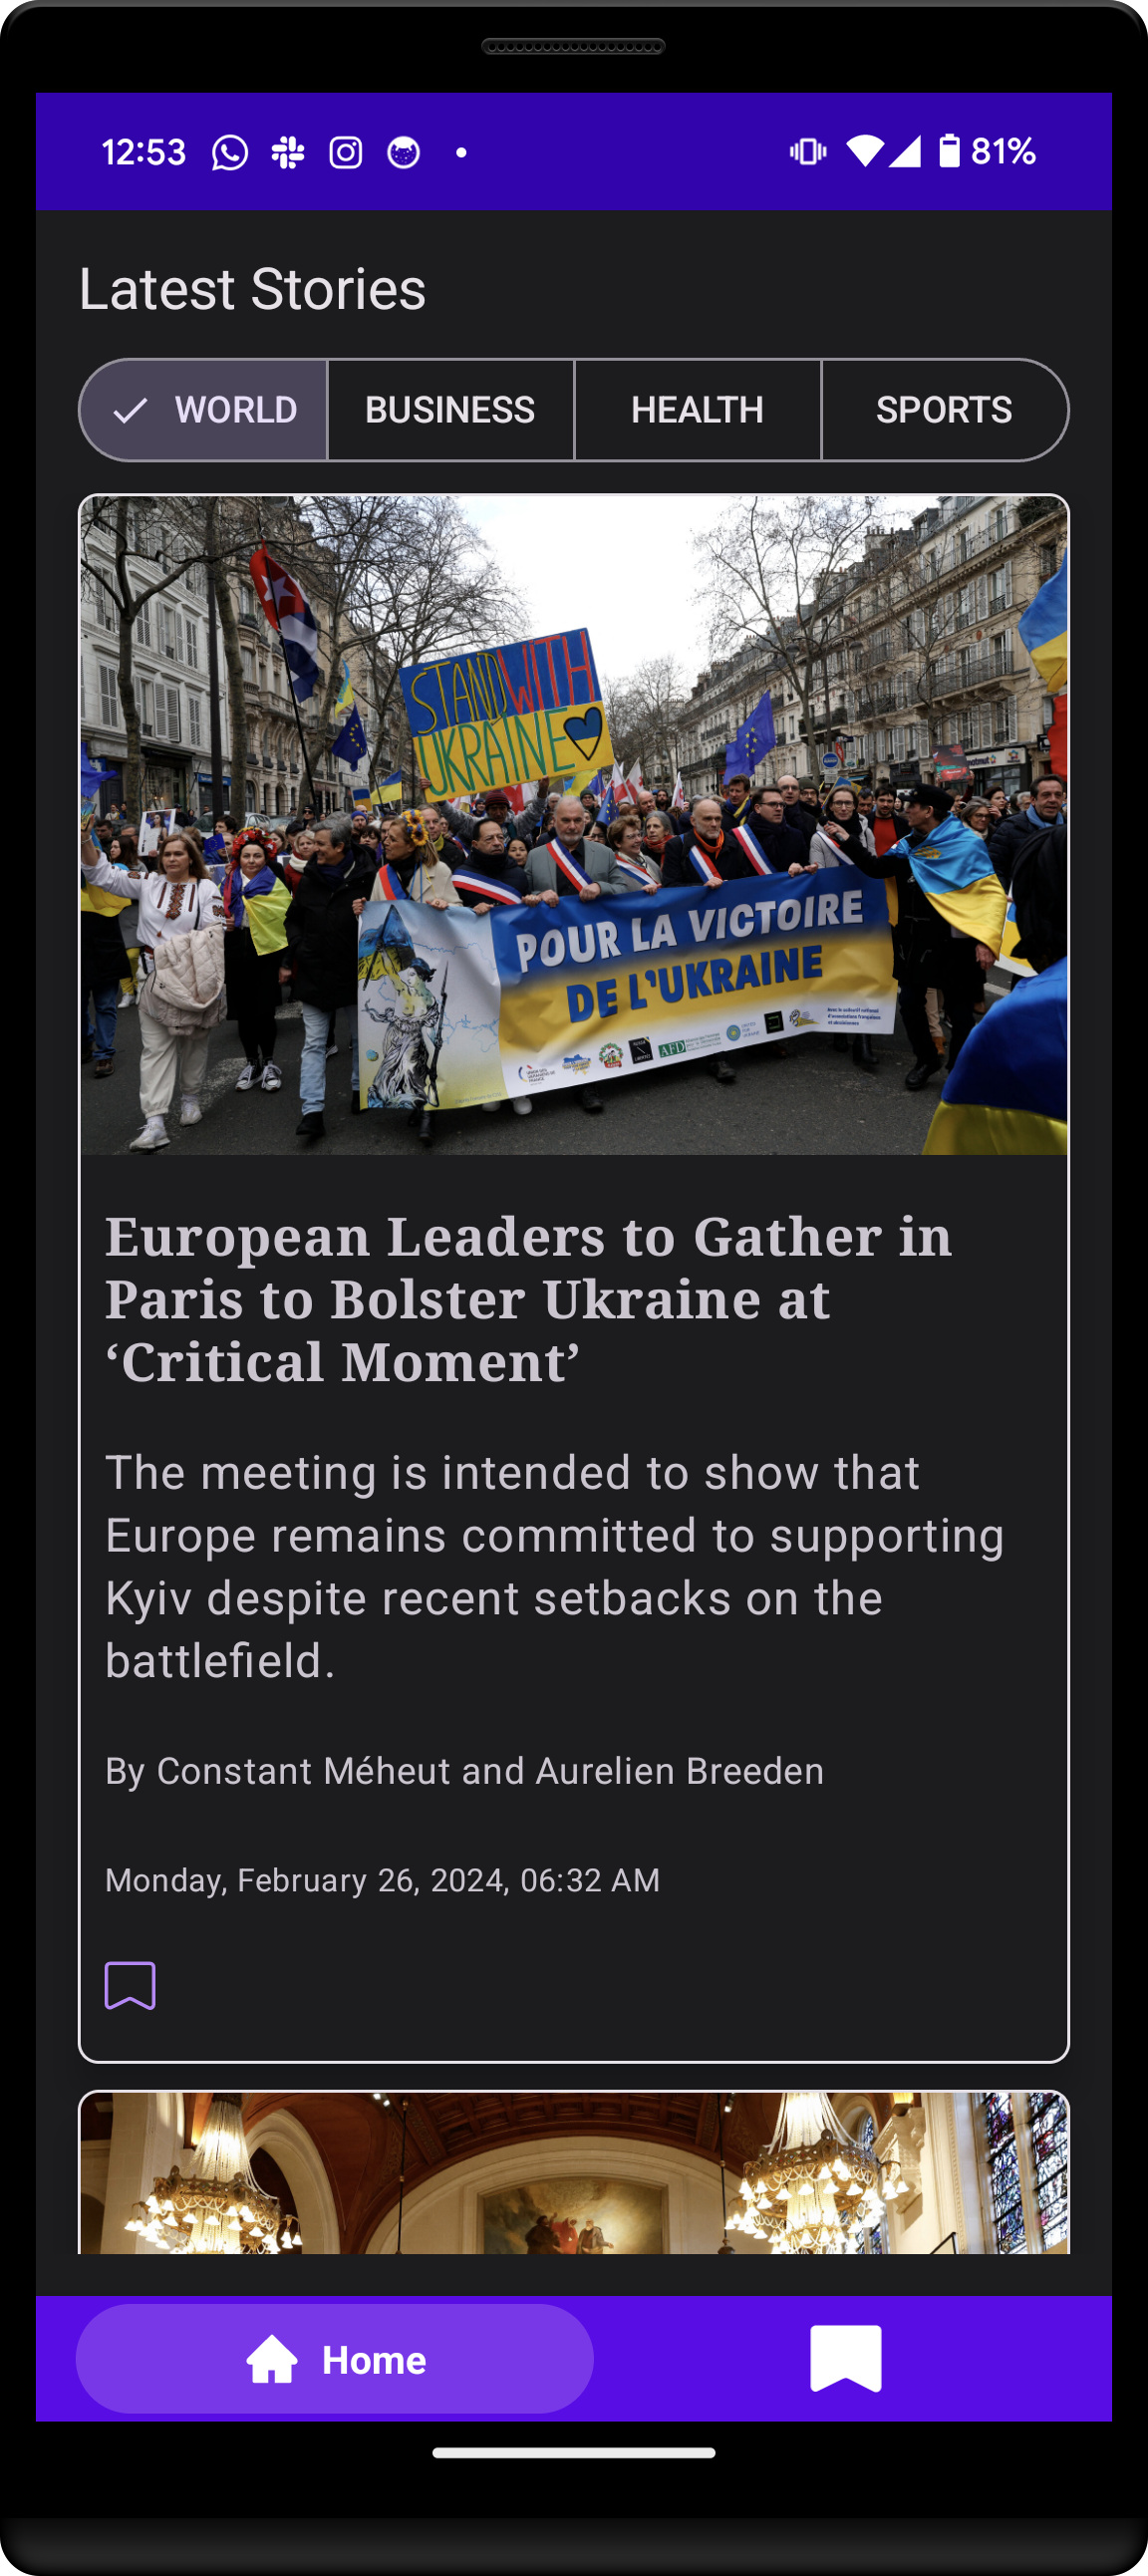 12:53
81%
Latest Stories
WORLD
BUSINESS
HEALTH
SPORTS
STAND WITH
UKRAINE
POUR LA VICTOIRE
DE L'UKRAINE
AFD
European Leaders to Gather in
Paris to Bolster Ukraine at
‘Critical Moment’
The meeting is intended to show that
Europe remains committed to supporting
Kyiv despite recent setbacks on the
battlefield.
By Constant Méheut and Aurelien Breeden
Monday, February 26, 2024, 06:32 AM
Home